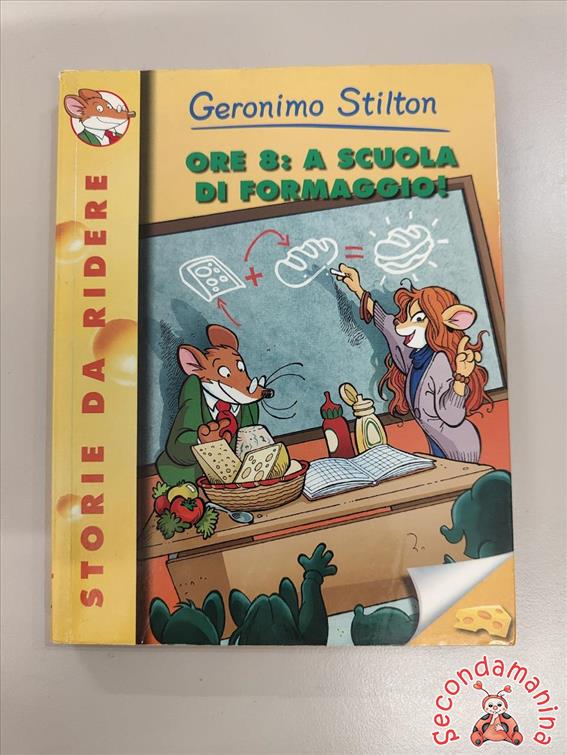 Geronimo Stilton
ORE 8: A SCUOLA
DI FORMAGGIO!
STORIE DA RIDERE
+ =
Secondamanina